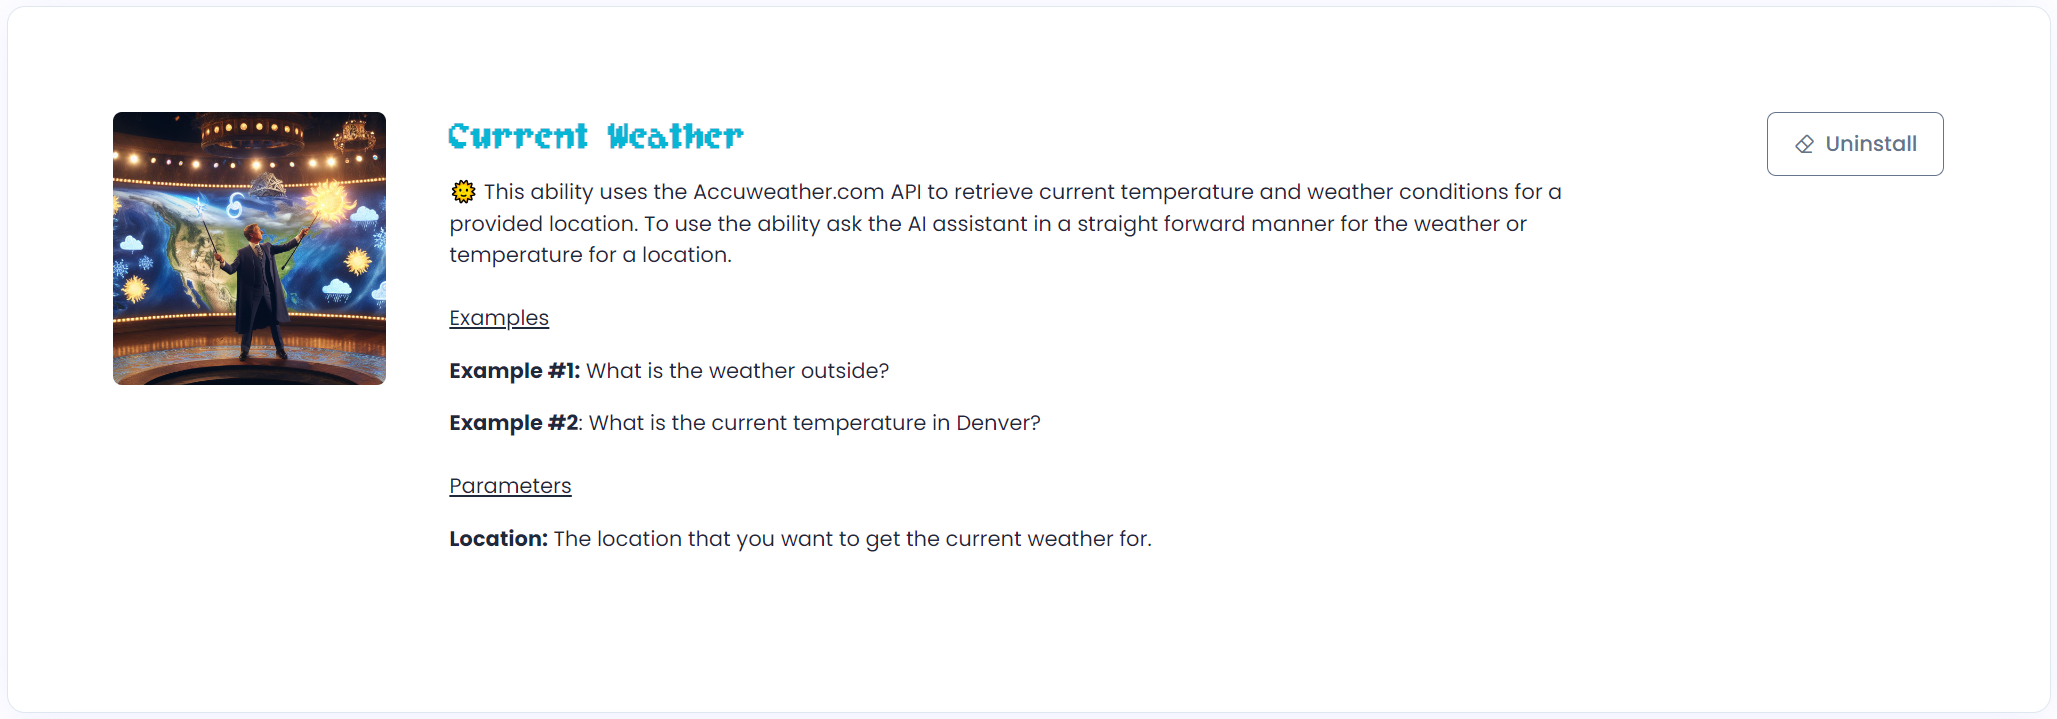 Current Weather
Uninstall
🌞 This ability uses the Accuweather.com API to retrieve current temperature and weather conditions for a
provided location. To use the ability ask the AI assistant in a straight forward manner for the weather or
temperature for a location.
Examples
Example #1: What is the weather outside?
Example #2: What is the current temperature in Denver?
Parameters
Location: The location that you want to get the current weather for.